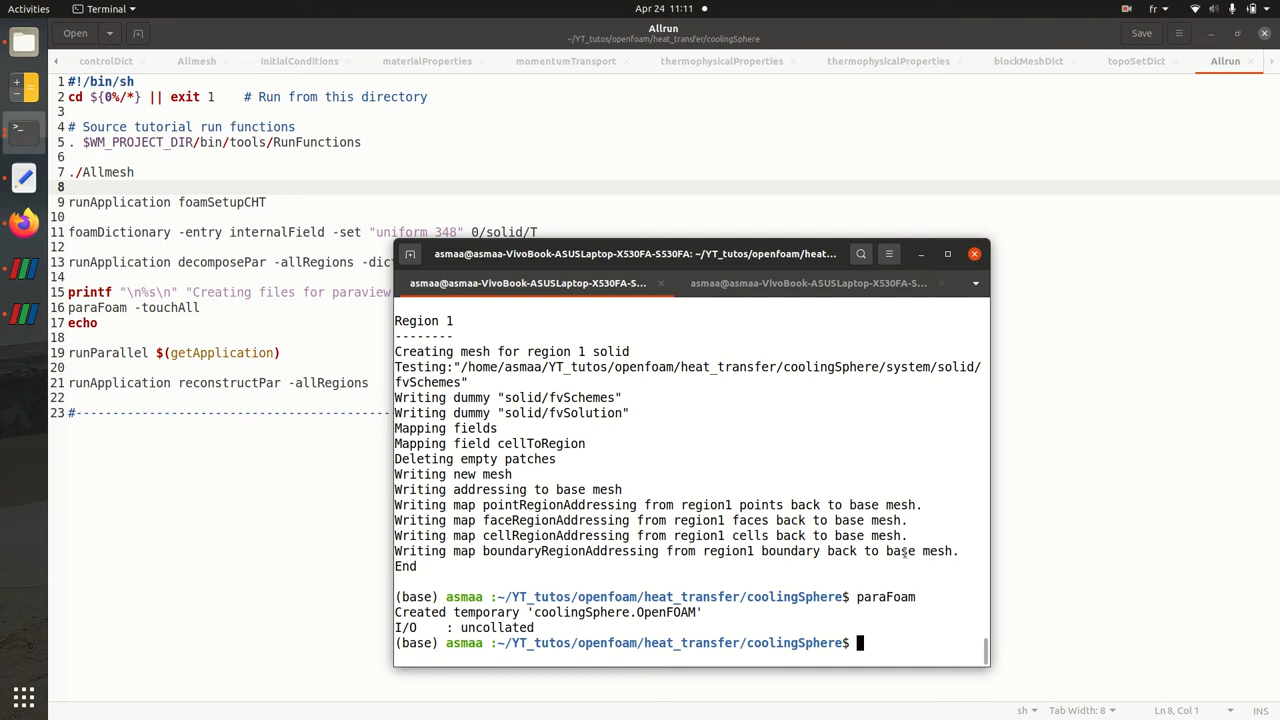 Activities
Terminal
Apr 24 11:11
fr
Open
Allrun
~/YT_tutos/openfoam/heat_transfer/coolingSphere
Save
controlDict
Allmesh
initialConditions
materialProperties
momentumTransport
thermophysicalProperties
thermophysicalProperties
blockMeshDict
topoSetDict
Allrun
1 #!/bin/sh
2 cd ${0%/*} || exit 1    # Run from this directory
3
4 # Source tutorial run functions
5 . $WM_PROJECT_DIR/bin/tools/RunFunctions
6
7 ./Allmesh
8
9 runApplication foamSetupCHT
10
11 foamDictionary -entry internalField -set "uniform 348" 0/solid/T
12
13 runApplication decomposePar -allRegions -dic
14
15 printf "\n%s\n" "Creating files for paraview
16 paraFoam -touchAll
17 echo
18
19 runParallel $(getApplication)
20
21 runApplication reconstructPar -allRegions
22
23 #------------------------------------------
asmaa@asmaa-VivoBook-ASUSLaptop-X530FA-S530FA: ~/YT_tutos/openfoam/heat...
asmaa@asmaa-VivoBook-ASUSLaptop-X530FA-S...
asmaa@asmaa-VivoBook-ASUSLaptop-X530FA-S...
Region 1
--------
Creating mesh for region 1 solid
Testing:"/home/asmaa/YT_tutos/openfoam/heat_transfer/coolingSphere/system/solid/
fvSchemes"
Writing dummy "solid/fvSchemes"
Writing dummy "solid/fvSolution"
Mapping fields
Mapping field cellToRegion
Deleting empty patches
Writing new mesh
Writing addressing to base mesh
Writing map pointRegionAddressing from region1 points back to base mesh.
Writing map faceRegionAddressing from region1 faces back to base mesh.
Writing map cellRegionAddressing from region1 cells back to base mesh.
Writing map boundaryRegionAddressing from region1 boundary back to base mesh.
End
(base) asmaa :~/YT_tutos/openfoam/heat_transfer/coolingSphere$ paraFoam
Created temporary 'coolingSphere.OpenFOAM'
I/O    : uncollated
(base) asmaa :~/YT_tutos/openfoam/heat_transfer/coolingSphere$
sh
Tab Width: 8
Ln 8, Col 1
INS